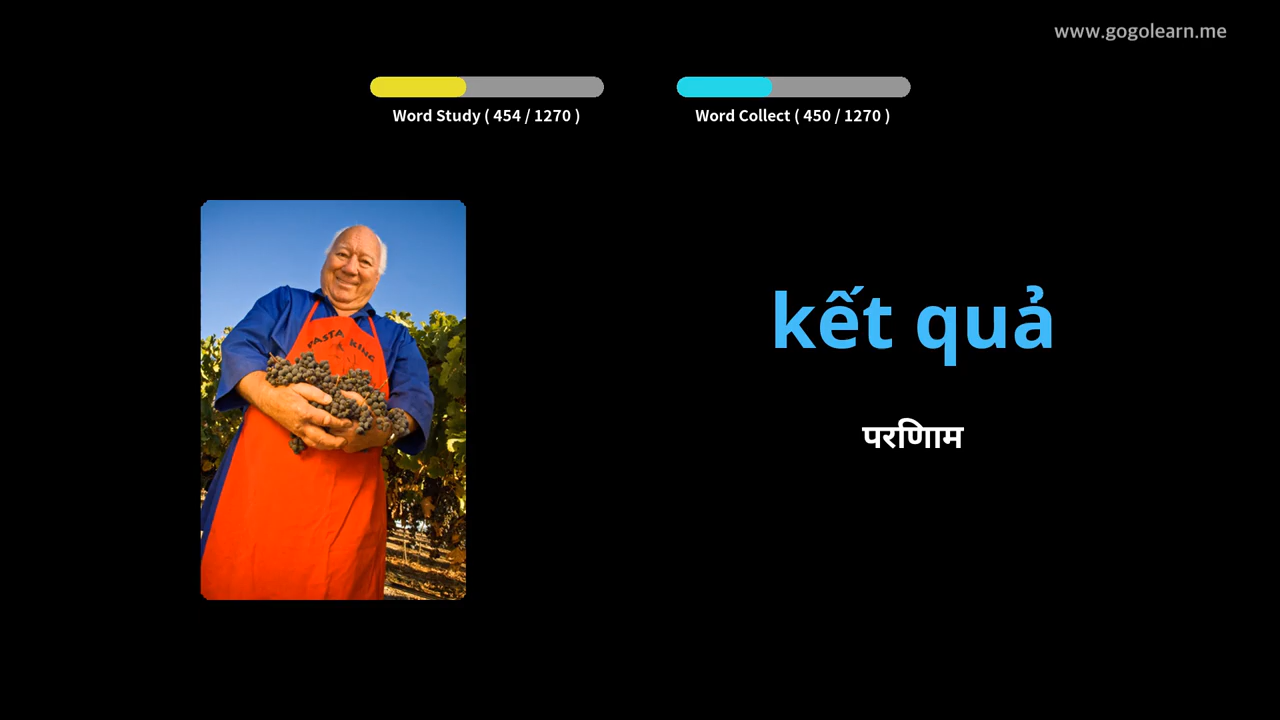 www.gogolearn.me
Word Study ( 454 / 1270 )
Word Collect ( 450 / 1270 )
PASTA KING
kết quả
परिणाम